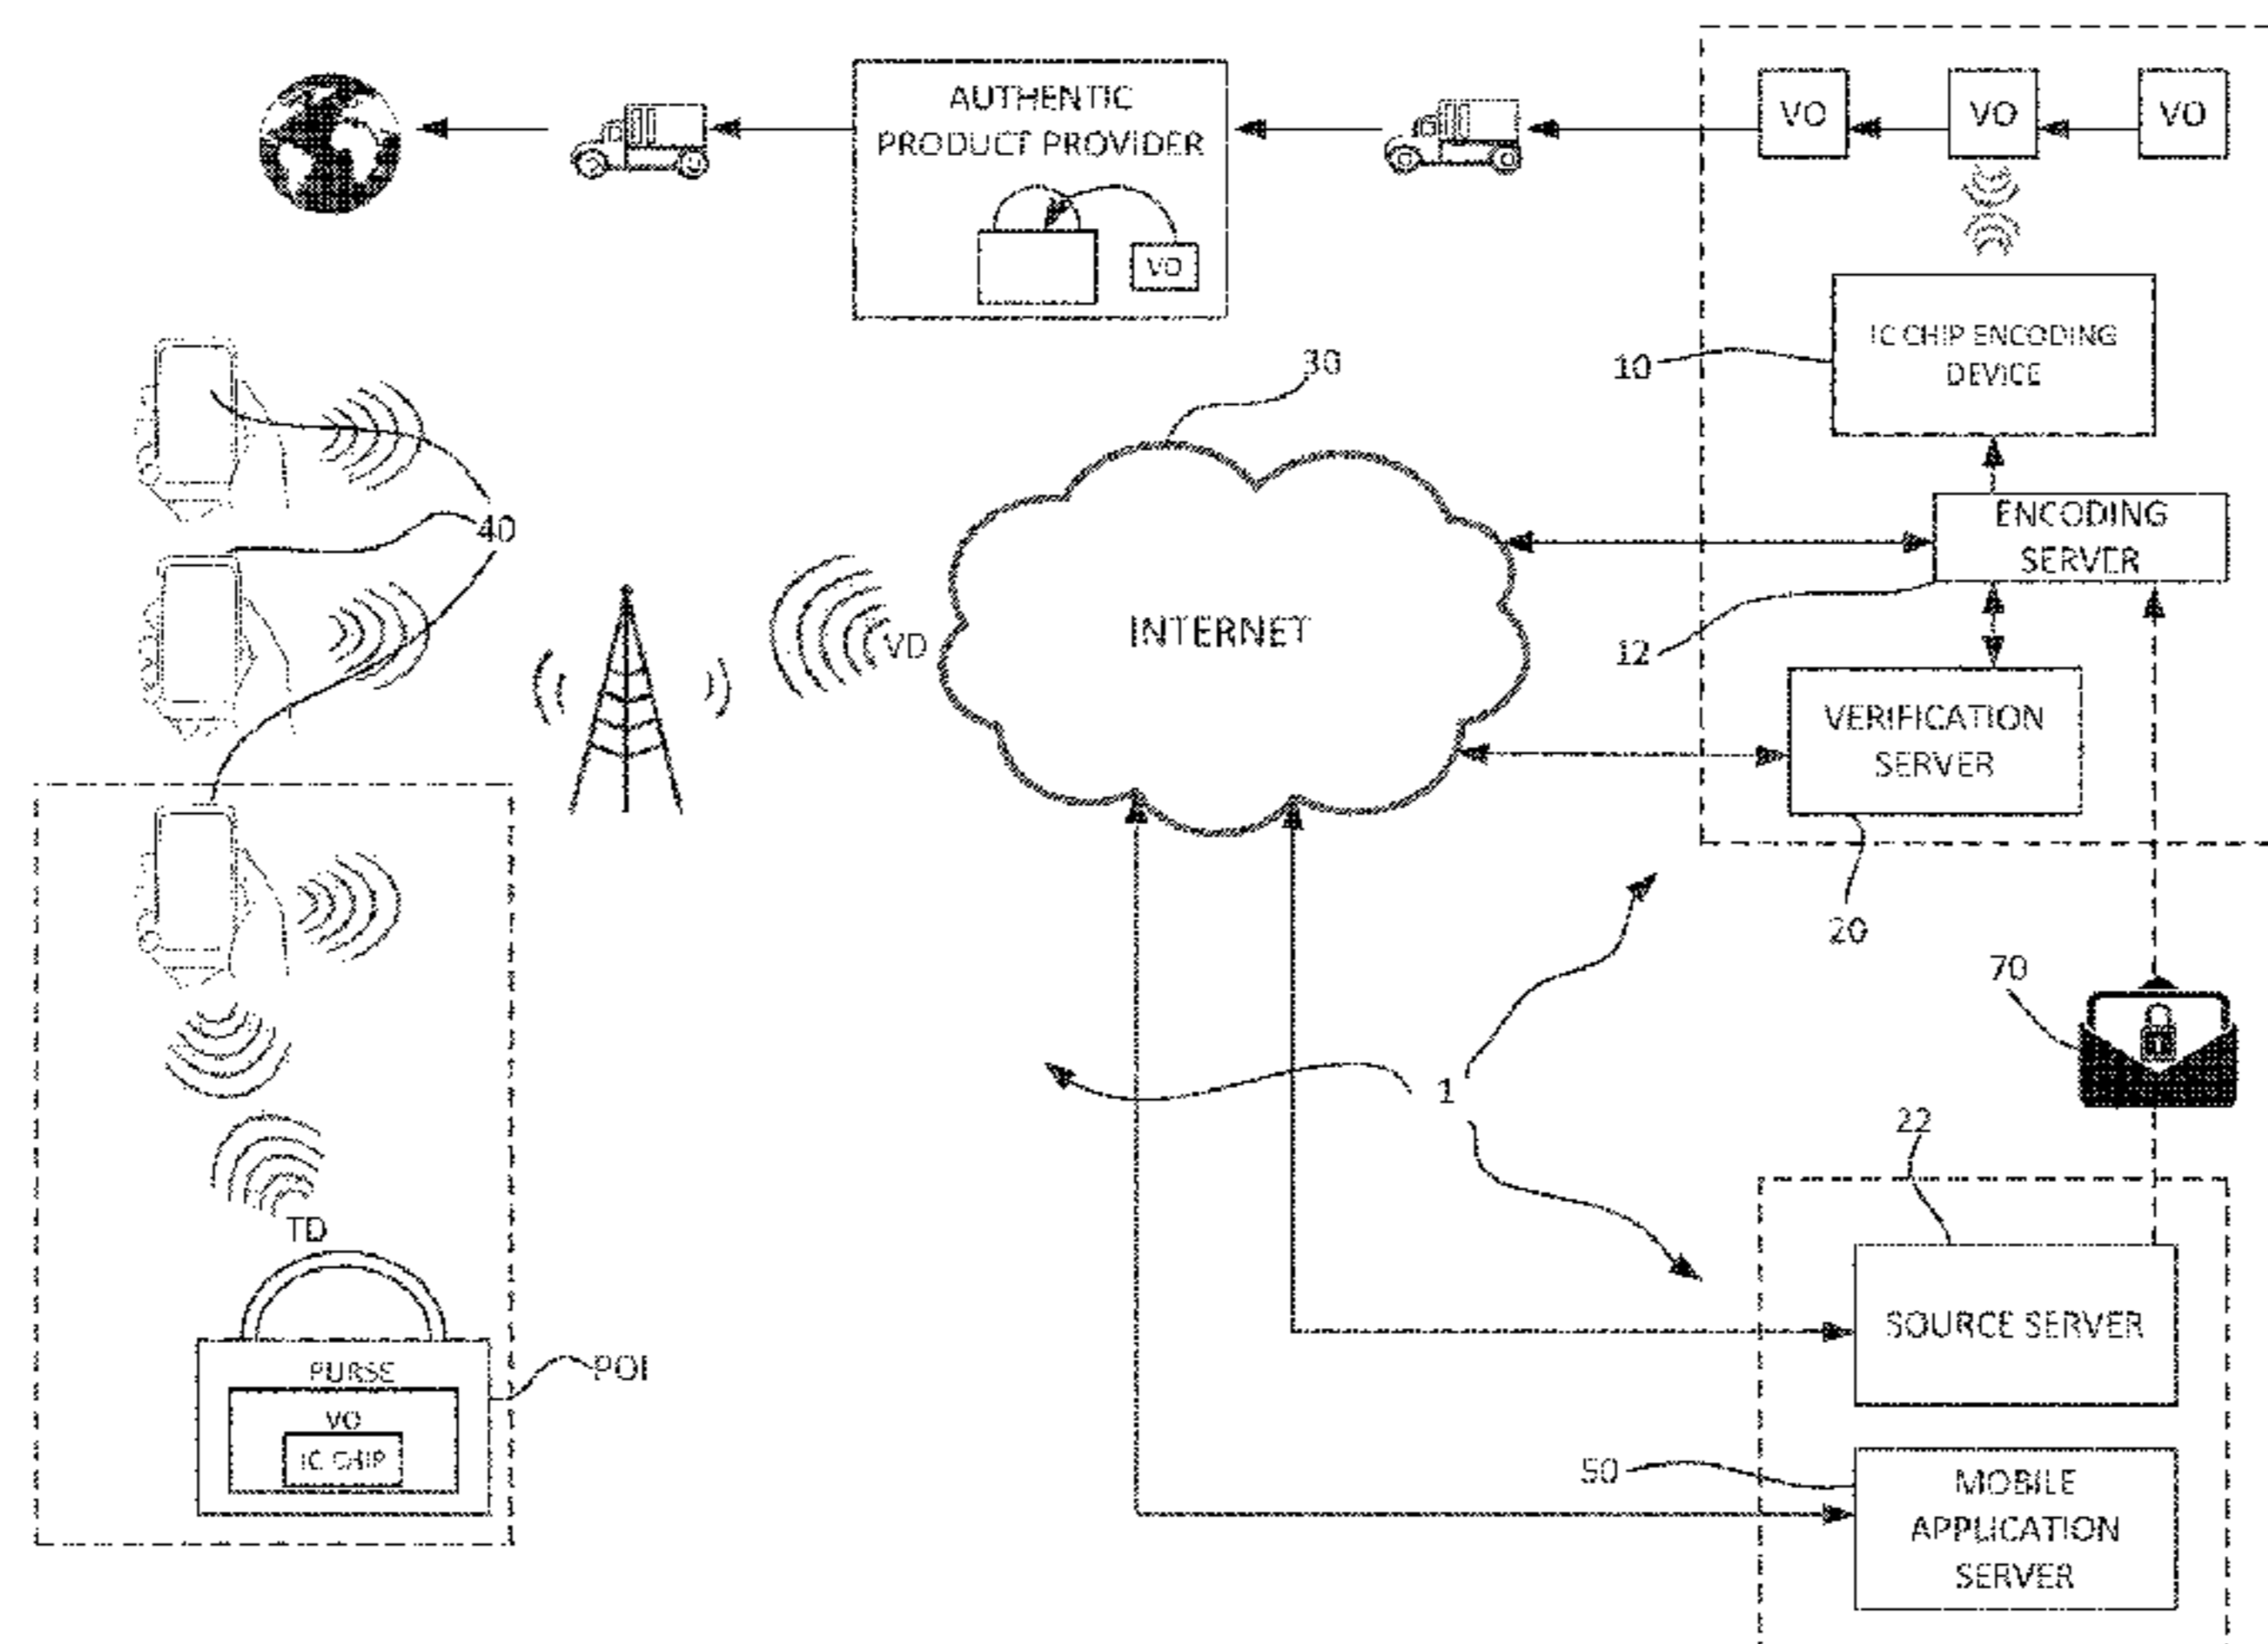 AUTHENTIC
PRODUCT PROVIDER
VO
VO
VO
VO
IC CHIP ENCODING
DEVICE
10
30
40
ENCODING
SERVER
12
INTERNET
VD
VERIFICATION
SERVER
20
70
1
22
TD
SOURCE SERVER
PURSE
POI
VO
IC CHIP
50
MOBILE
APPLICATION
SERVER